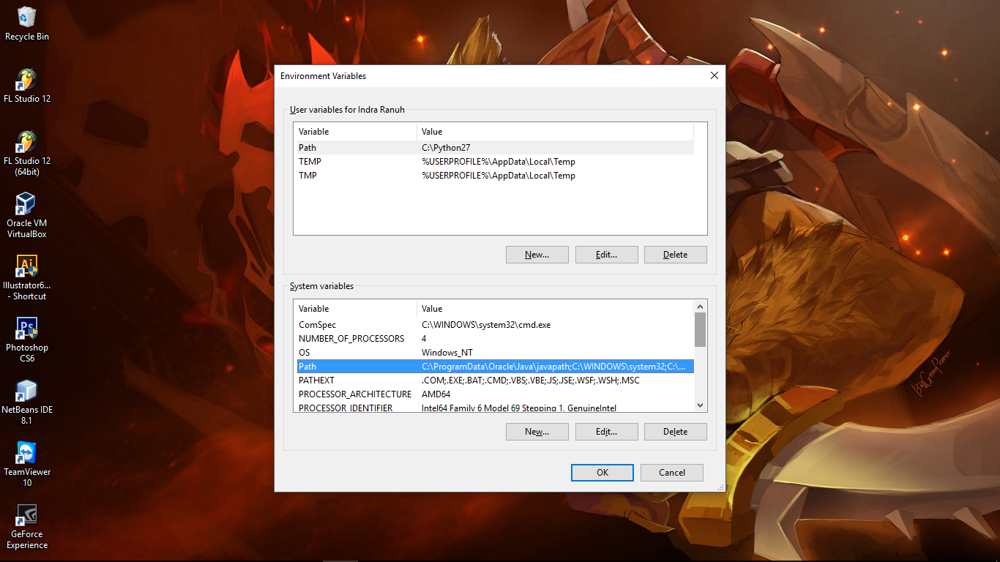 Recycle Bin
FL Studio 12
FL Studio 12
(64bit)
Oracle VM
VirtualBox
Ai
Illustrator6...
- Shortcut
Ps
Photoshop
CS6
NetBeans IDE
8.1
TeamViewer
10
GeForce
Experience
Environment Variables
User variables for Indra Ranuh
Variable Value
Path C:\Python27
TEMP %USERPROFILE%\AppData\Local\Temp
TMP %USERPROFILE%\AppData\Local\Temp
New... Edit... Delete
System variables
Variable Value
ComSpec C:\WINDOWS\system32\cmd.exe
NUMBER_OF_PROCESSORS 4
OS Windows_NT
Path C:\ProgramData\Oracle\Java\javapath;C:\WINDOWS\system32;C:\...
PATHEXT .COM;.EXE;.BAT;.CMD;.VBS;.VBE;.JS;.JSE;.WSF;.WSH;.MSC
PROCESSOR_ARCHITECTURE AMD64
PROCESSOR_IDENTIFIER Intel64 Family 6 Model 69 Stepping 1, GenuineIntel
New... Edit... Delete
OK Cancel